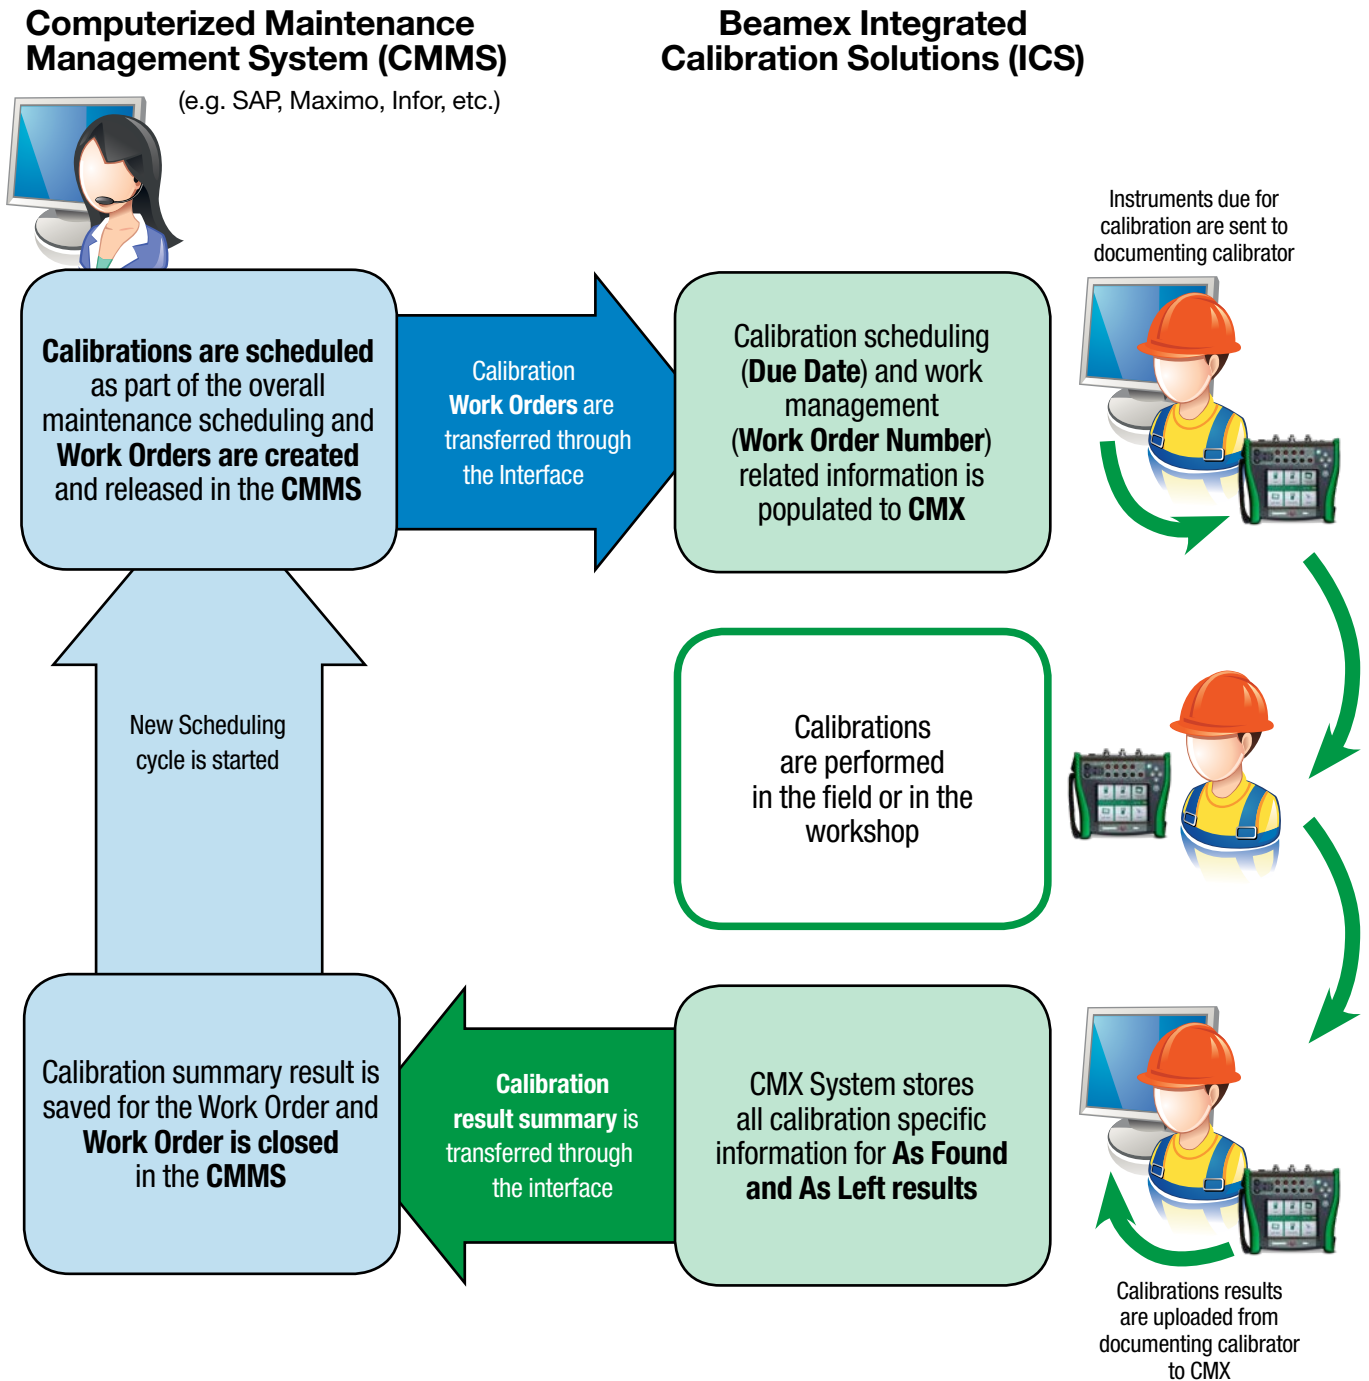 Computerized Maintenance
Management System (CMMS)
(e.g. SAP, Maximo, Infor, etc.)
Beamex Integrated
Calibration Solutions (ICS)
Instruments due for
calibration are sent to
documenting calibrator
Calibrations are scheduled
as part of the overall
maintenance scheduling and
Work Orders are created
and released in the CMMS
Calibration
Work Orders are
transferred through
the Interface
Calibration scheduling
(Due Date) and work
management
(Work Order Number)
related information is
populated to CMX
New Scheduling
cycle is started
Calibrations
are performed
in the field or in the
workshop
Calibration summary result is
saved for the Work Order and
Work Order is closed
in the CMMS
Calibration
result summary is
transferred through
the interface
CMX System stores
all calibration specific
information for As Found
and As Left results
Calibrations results
are uploaded from
documenting calibrator
to CMX